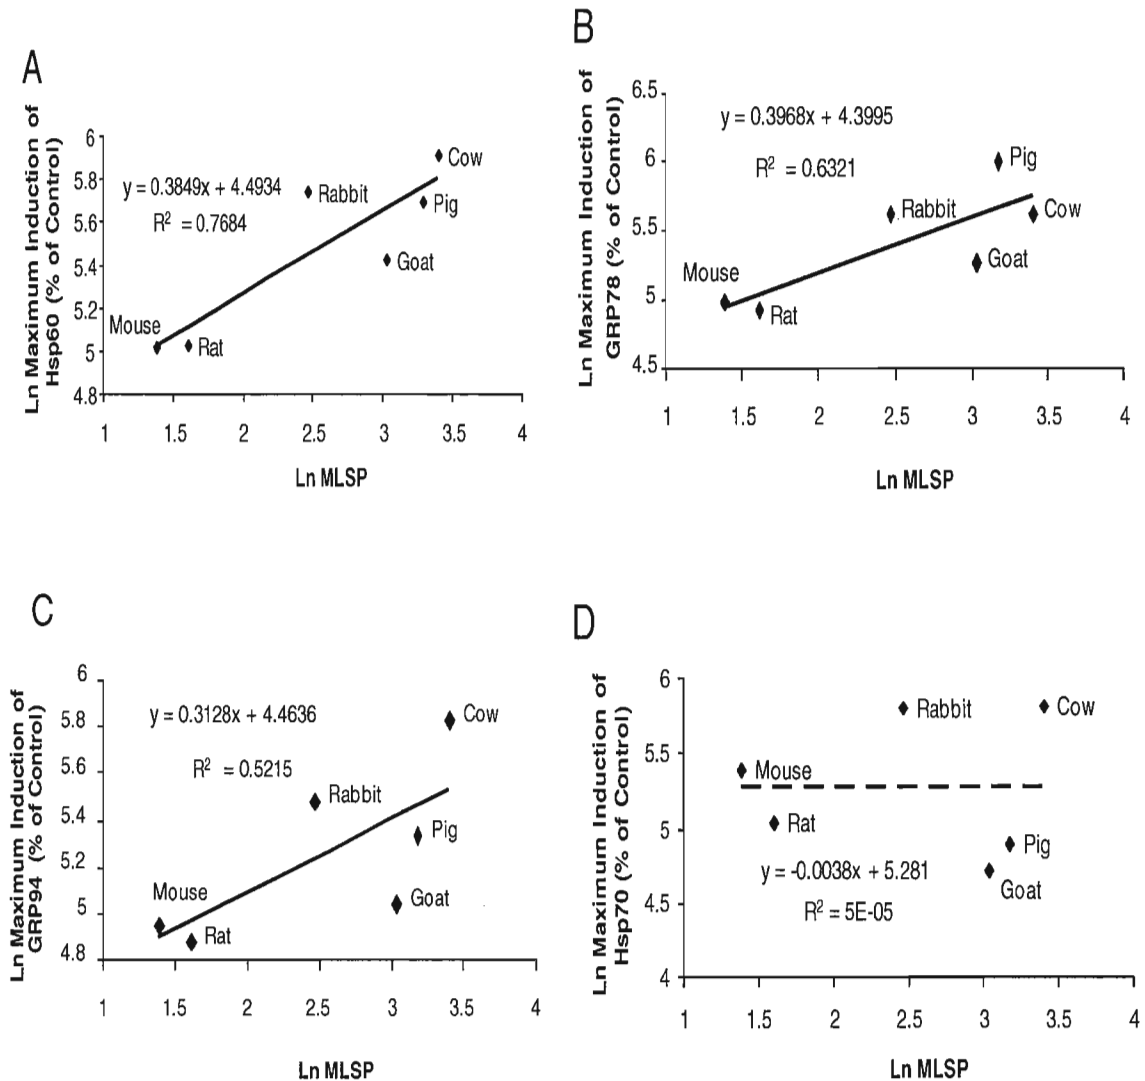 A
Ln Maximum Induction of
Hsp60 (% of Control)
6
5.8
5.6
5.4
5.2
5
4.8
y = 0.3849x + 4.4934
R² = 0.7684
Cow
Rabbit
Pig
Goat
Mouse
Rat
1
1.5
2
2.5
3
3.5
4
Ln MLSP
B
Ln Maximum Induction of
GRP78 (% of Control)
6.5
6
5.5
5
4.5
y = 0.3968x + 4.3995
R² = 0.6321
Pig
Rabbit
Cow
Goat
Mouse
Rat
1
1.5
2
2.5
3
3.5
4
Ln MLSP
C
Ln Maximum Induction of
GRP94 (% of Control)
6
5.8
5.6
5.4
5.2
5
4.8
y = 0.3128x + 4.4636
R² = 0.5215
Cow
Rabbit
Pig
Goat
Mouse
Rat
1
1.5
2
2.5
3
3.5
4
Ln MLSP
D
Ln Maximum Induction of
Hsp70 (% of Control)
6
5.5
5
4.5
4
Rabbit
Cow
Mouse
Rat
Pig
Goat
y = -0.0038x + 5.281
R² = 5E-05
1
1.5
2
2.5
3
3.5
4
Ln MLSP